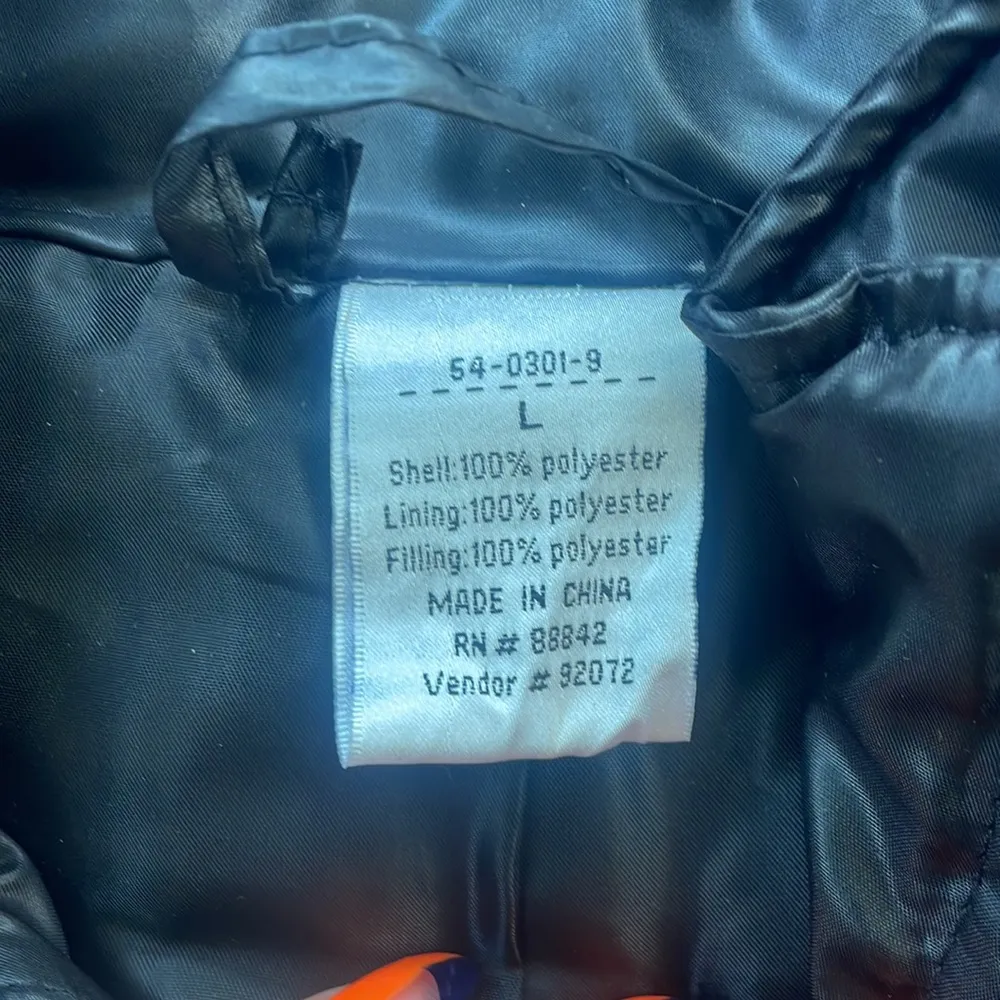 54-0301-9
L
Shell:100% polyester
Lining:100% polyester
Filling:100% polyester
MADE IN CHINA
RN # 88842
Vendor # 92072